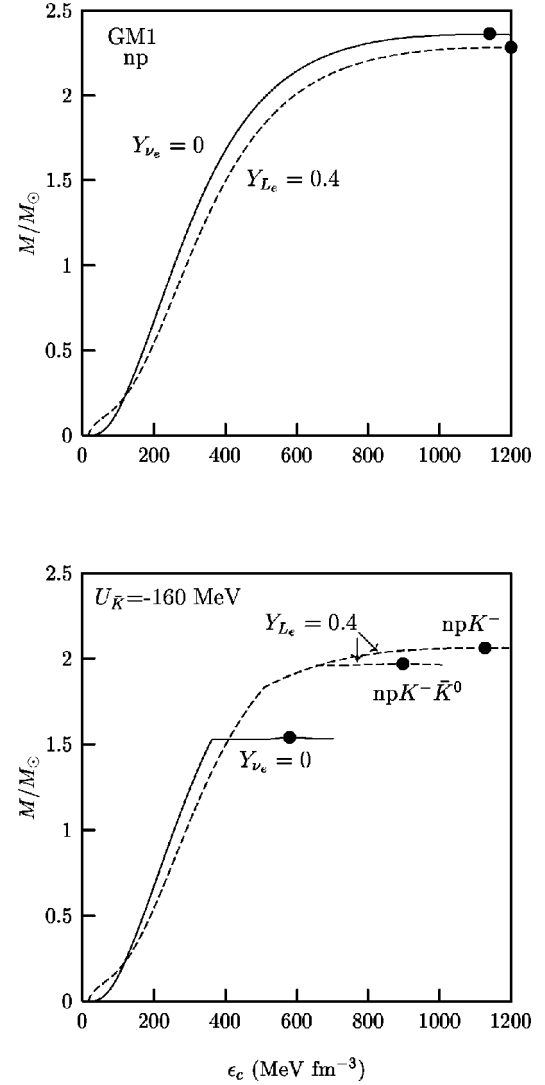 2.5
GM1
np
2
Y_{ν_e} = 0
Y_{L_e} = 0.4
1.5
M/M_⊙
1
0.5
0
0 200 400 600 800 1000 1200
2.5
U_{K̄}=-160 MeV
Y_{L_e} = 0.4
npK⁻
2
npK⁻K̄⁰
1.5
Y_{ν_e} = 0
M/M_⊙
1
0.5
0
0 200 400 600 800 1000 1200
ϵ_c (MeV fm⁻³)